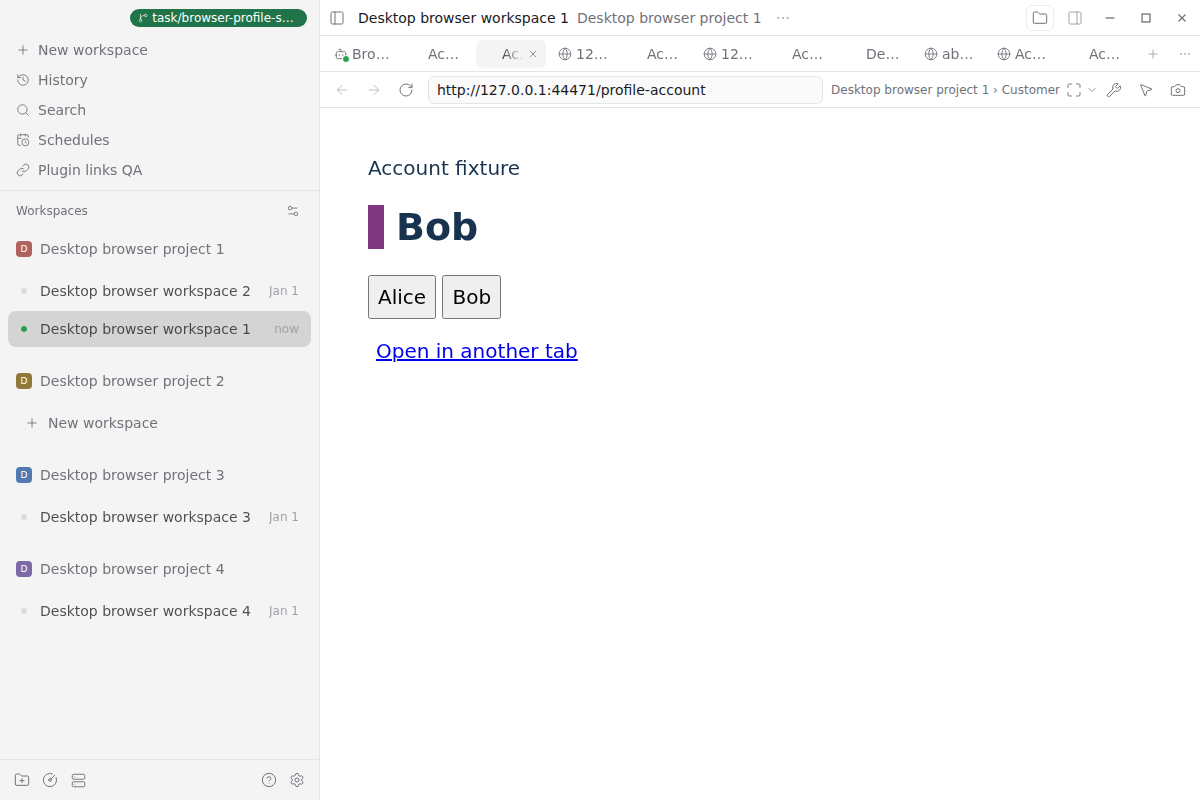 task/browser-profile-s...
New workspace
History
Search
Schedules
Plugin links QA
Workspaces
D Desktop browser project 1
Desktop browser workspace 2 Jan 1
Desktop browser workspace 1 now
D Desktop browser project 2
New workspace
D Desktop browser project 3
Desktop browser workspace 3 Jan 1
D Desktop browser project 4
Desktop browser workspace 4 Jan 1
Desktop browser workspace 1 Desktop browser project 1
Bro... Ac... Ac. 12... Ac... 12... Ac... De... ab... Ac... Ac...
http://127.0.0.1:44471/profile-account Desktop browser project 1 › Customer
Account fixture
Bob
Alice Bob
Open in another tab